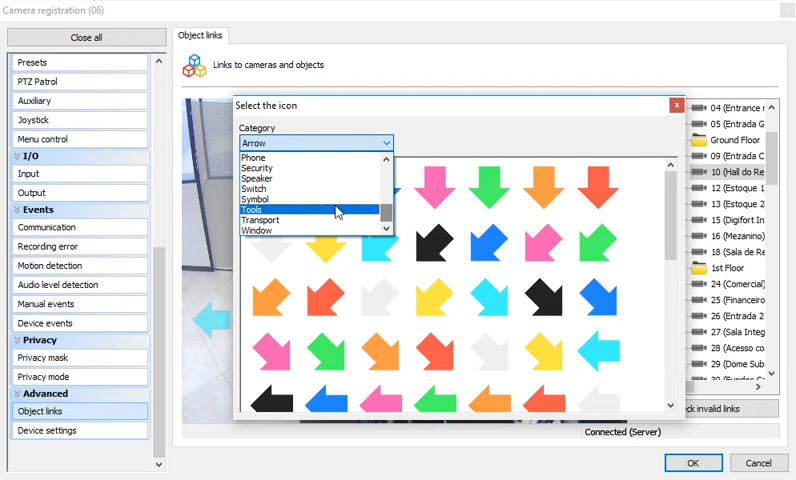 Camera registration (06)
x
Close all
Presets
PTZ Patrol
Auxiliary
Joystick
Menu control
I/O
Input
Output
Events
Communication
Recording error
Motion detection
Audio level detection
Manual events
Device events
Privacy
Privacy mask
Privacy mode
Advanced
Object links
Device settings
Object links
Links to cameras and objects
Select the icon
x
Category
Arrow
Phone
Security
Speaker
Switch
Symbol
Tools
Transport
Window
04 (Entrance r
05 (Entrada G
Ground Floor
09 (Entrada C
10 (Hall do Re
12 (Estoque 1
13 (Estoque 2
15 (Digifort In
16 (Mezanino)
18 (Sala de Re
1st Floor
24 (Comercial)
25 (Financeiro
26 (Entrada 2
27 (Sala Integ
28 (Acesso co
29 (Dome Sub
eck invalid links
Connected (Server)
OK
Cancel